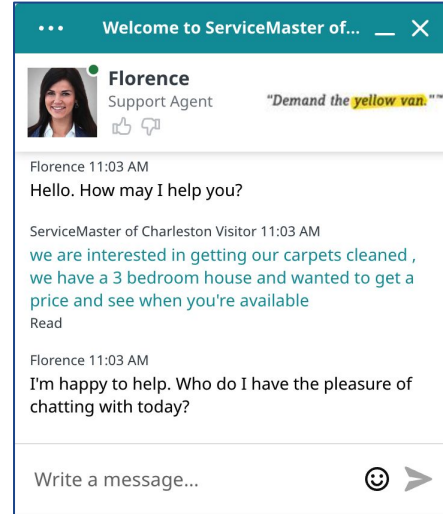 Welcome to ServiceMaster of...
Florence
Support Agent
"Demand the yellow van."™
Florence 11:03 AM
Hello. How may I help you?
ServiceMaster of Charleston Visitor 11:03 AM
we are interested in getting our carpets cleaned ,
we have a 3 bedroom house and wanted to get a
price and see when you're available
Read
Florence 11:03 AM
I'm happy to help. Who do I have the pleasure of
chatting with today?
Write a message...